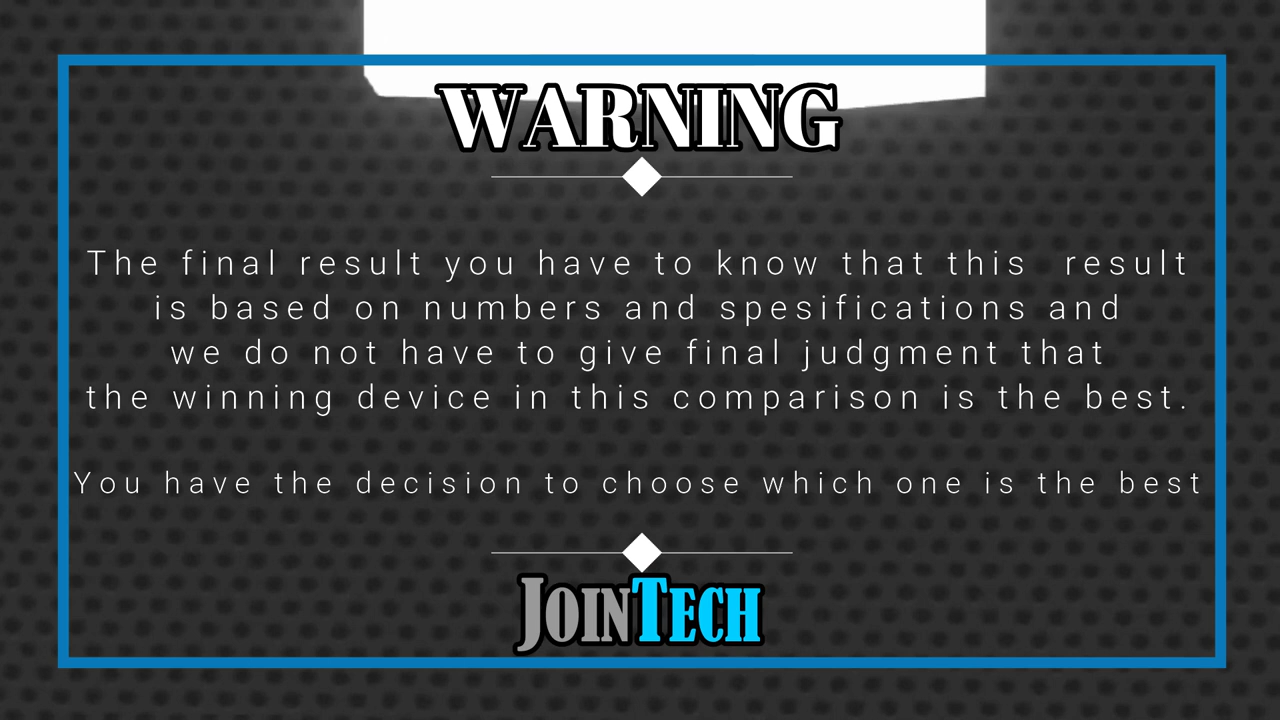 WARNING
The final result you have to know that this result
is based on numbers and spesifications and
we do not have to give final judgment that
the winning device in this comparison is the best.
You have the decision to choose which one is the best
JOINTECH